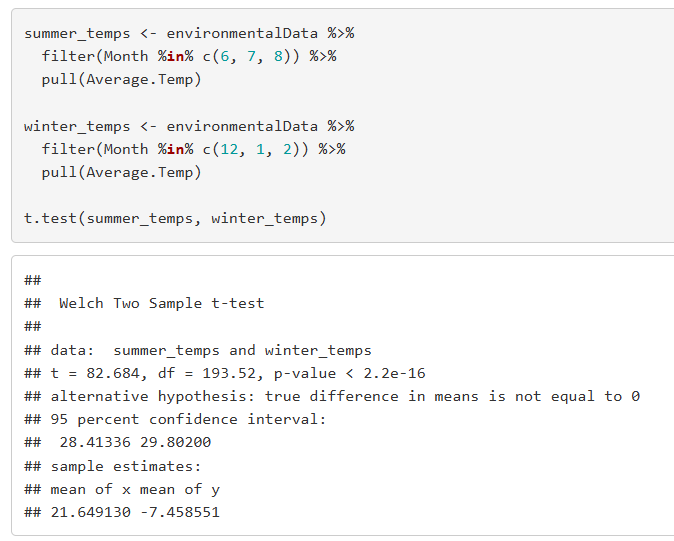 summer_temps <- environmentalData %>%
  filter(Month %in% c(6, 7, 8)) %>%
  pull(Average.Temp)

winter_temps <- environmentalData %>%
  filter(Month %in% c(12, 1, 2)) %>%
  pull(Average.Temp)

t.test(summer_temps, winter_temps)

##
##  Welch Two Sample t-test
##
## data:  summer_temps and winter_temps
## t = 82.684, df = 193.52, p-value < 2.2e-16
## alternative hypothesis: true difference in means is not equal to 0
## 95 percent confidence interval:
##  28.41336 29.80200
## sample estimates:
## mean of x mean of y
## 21.649130 -7.458551